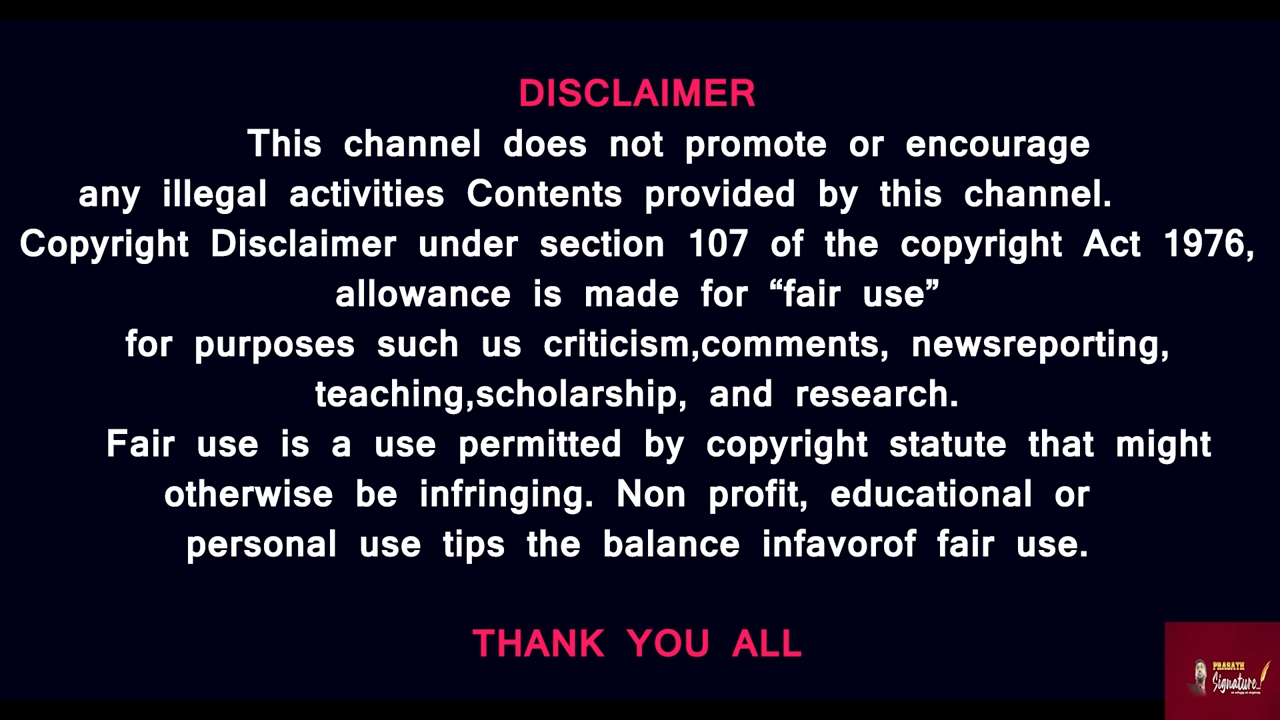 DISCLAIMER
This channel does not promote or encourage
any illegal activities Contents provided by this channel.
Copyright Disclaimer under section 107 of the copyright Act 1976,
allowance is made for “fair use”
for purposes such us criticism,comments, newsreporting,
teaching,scholarship, and research.
Fair use is a use permitted by copyright statute that might
otherwise be infringing. Non profit, educational or
personal use tips the balance infavorof fair use.
THANK YOU ALL
PRASATH
Signature